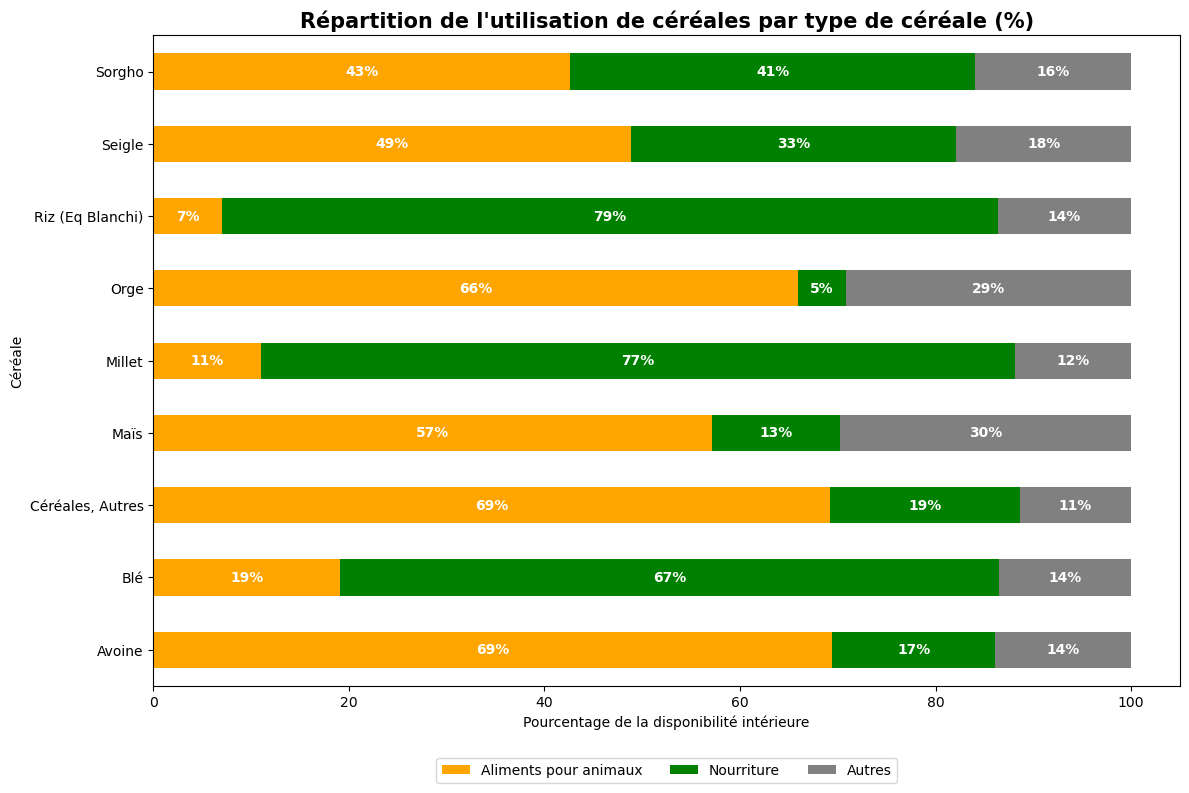 Répartition de l'utilisation de céréales par type de céréale (%)
Céréale
Sorgho 43% 41% 16%
Seigle 49% 33% 18%
Riz (Eq Blanchi) 7% 79% 14%
Orge 66% 5% 29%
Millet 11% 77% 12%
Maïs 57% 13% 30%
Céréales, Autres 69% 19% 11%
Blé 19% 67% 14%
Avoine 69% 17% 14%
0 20 40 60 80 100
Pourcentage de la disponibilité intérieure
Aliments pour animaux Nourriture Autres